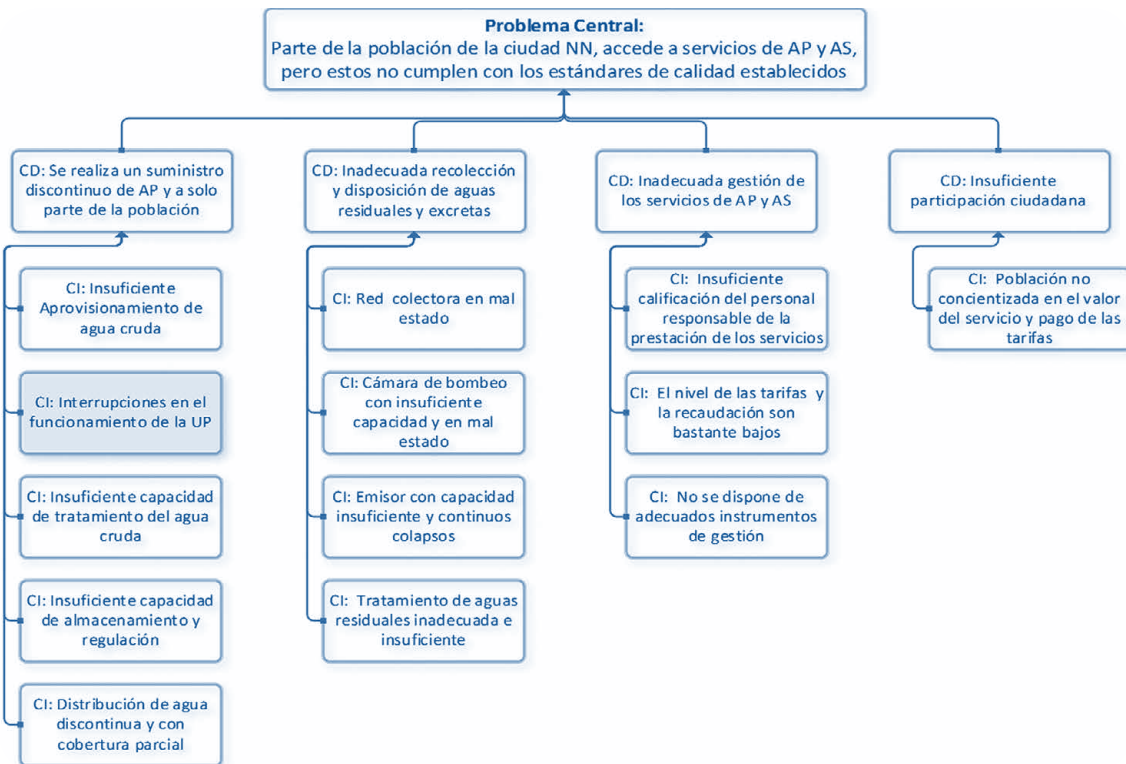 Problema Central:
Parte de la población de la ciudad NN, accede a servicios de AP y AS,
pero estos no cumplen con los estándares de calidad establecidos
CD: Se realiza un suministro
discontinuo de AP y a solo
parte de la población
CI: Insuficiente
Aprovisionamiento de
agua cruda
CI: Interrupciones en el
funcionamiento de la UP
CI: Insuficiente capacidad
de tratamiento del agua
cruda
CI: Insuficiente capacidad
de almacenamiento y
regulación
CI: Distribución de agua
discontinua y con
cobertura parcial
CD: Inadecuada recolección
y disposición de aguas
residuales y excretas
CI: Red colectora en mal
estado
CI: Cámara de bombeo
con insuficiente
capacidad y en mal
estado
CI: Emisor con capacidad
insuficiente y continuos
colapsos
CI: Tratamiento de aguas
residuales inadecuada e
insuficiente
CD: Inadecuada gestión de
los servicios de AP y AS
CI: Insuficiente
calificación del personal
responsable de la
prestación de los servicios
CI: El nivel de las tarifas y
la recaudación son
bastante bajos
CI: No se dispone de
adecuados instrumentos
de gestión
CD: Insuficiente
participación ciudadana
CI: Población no
concientizada en el valor
del servicio y pago de las
tarifas